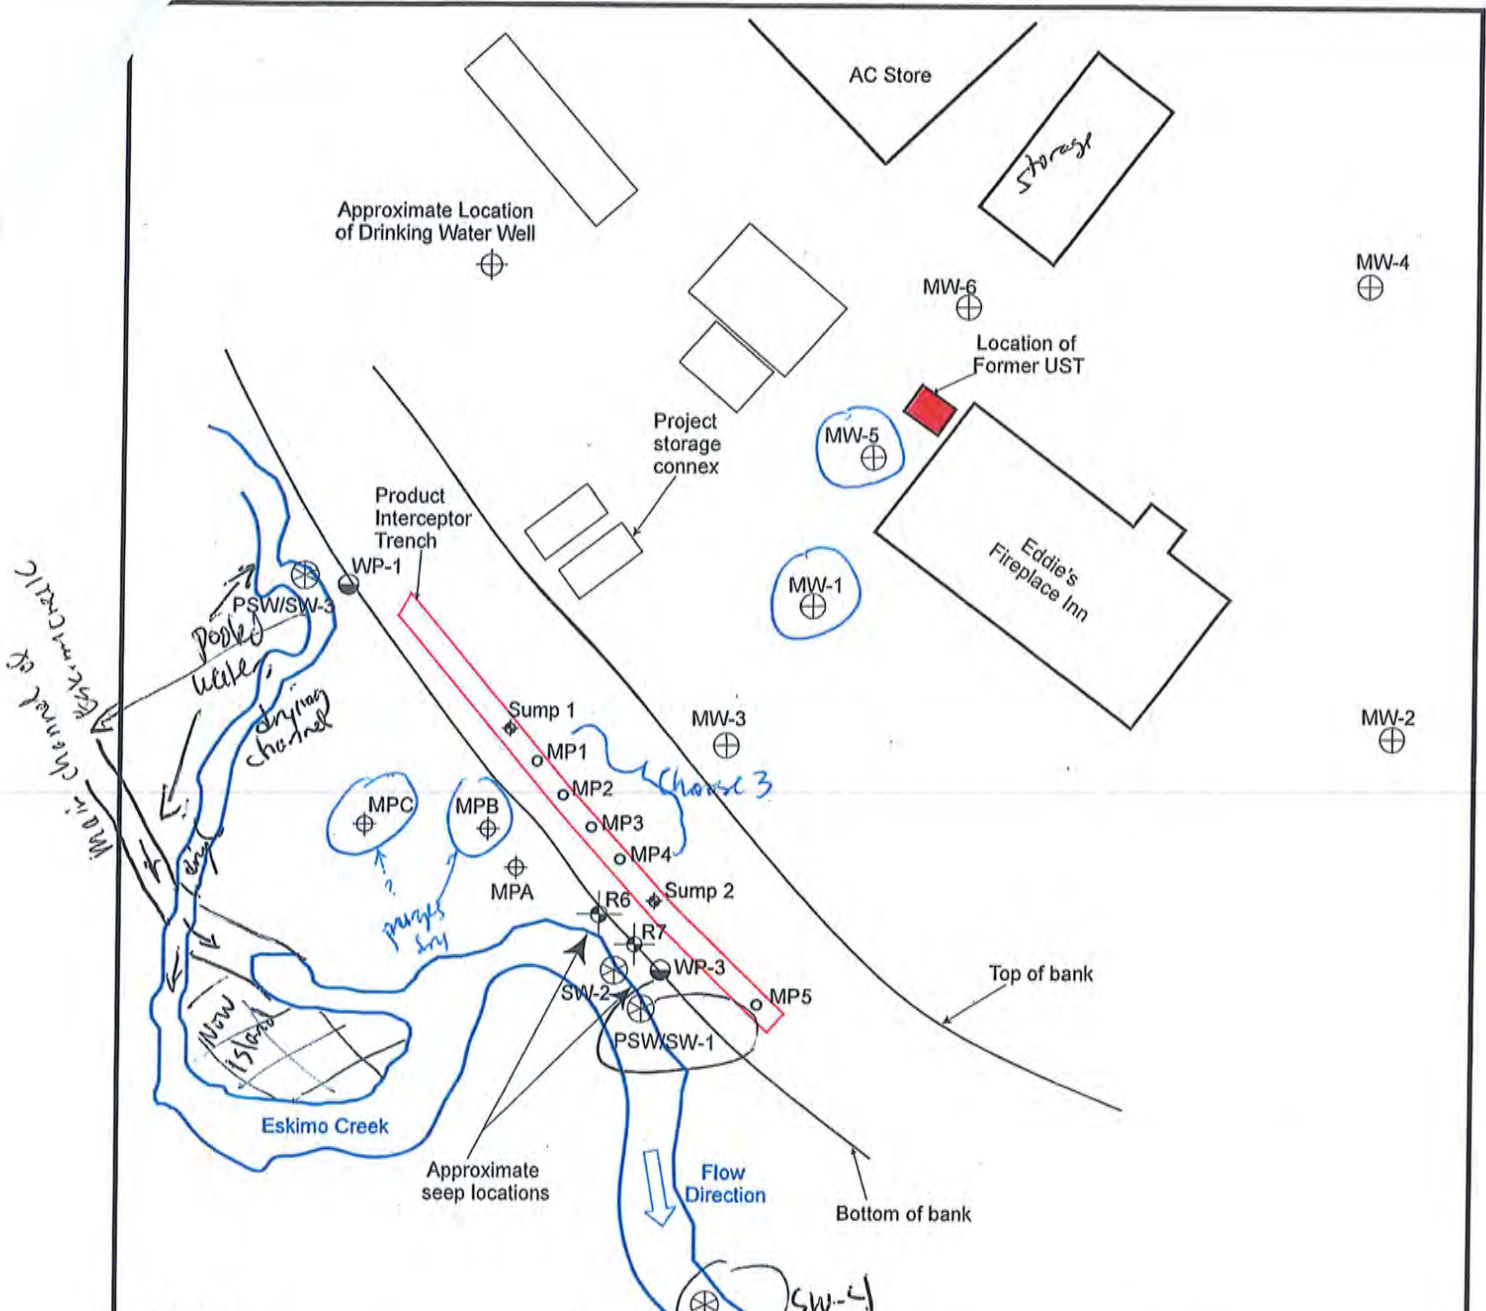 AC Store
Storage
Approximate Location
of Drinking Water Well
MW-4
MW-6
Location of
Former UST
Project
storage
connex
MW-5
Product
Interceptor
Trench
Eddie's
Fireplace Inn
WP-1
MW-1
PSW/SW-3
pooled
water
main channel of
drying
channel
Sump 1
MW-3
MW-2
MP1
choose 3
MP2
MPC
MPB
MP3
MP4
dry
MPA
Sump 2
R6
?
R7
WP-3
Top of bank
SW-2
MP5
Now
island
PSW/SW-1
Eskimo Creek
Approximate
seep locations
Flow
Direction
Bottom of bank
SW-4